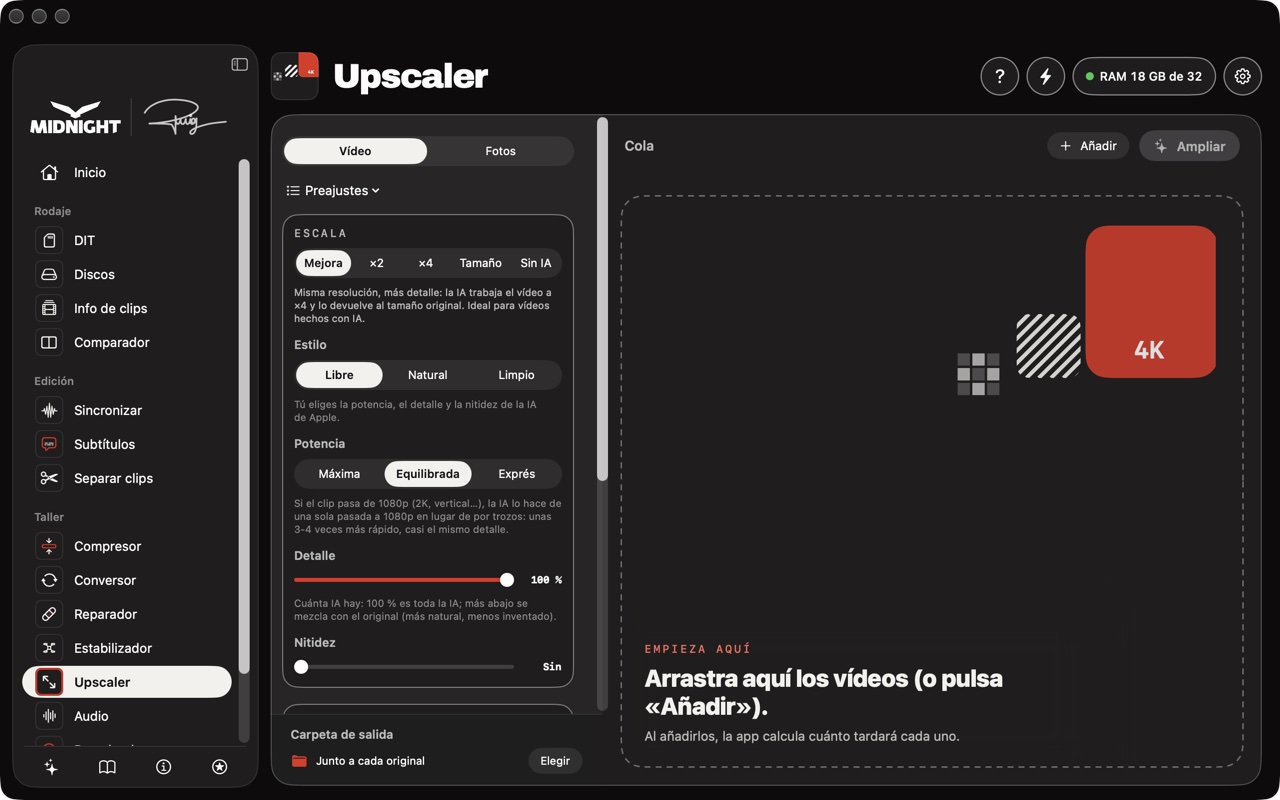 MIDNIGHT
Puig
Inicio
Rodaje
DIT
Discos
Info de clips
Comparador
Edición
Sincronizar
Subtítulos
Separar clips
Taller
Compresor
Conversor
Reparador
Estabilizador
Upscaler
Audio
4K
Upscaler
?
RAM 18 GB de 32
Vídeo
Fotos
Preajustes
ESCALA
Mejora
×2
×4
Tamaño
Sin IA
Misma resolución, más detalle: la IA trabaja el vídeo a
×4 y lo devuelve al tamaño original. Ideal para vídeos
hechos con IA.
Estilo
Libre
Natural
Limpio
Tú eliges la potencia, el detalle y la nitidez de la IA
de Apple.
Potencia
Máxima
Equilibrada
Exprés
Si el clip pasa de 1080p (2K, vertical…), la IA lo hace de
una sola pasada a 1080p en lugar de por trozos: unas
3-4 veces más rápido, casi el mismo detalle.
Detalle
100 %
Cuánta IA hay: 100 % es toda la IA; más abajo se
mezcla con el original (más natural, menos inventado).
Nitidez
Sin
Carpeta de salida
Junto a cada original
Elegir
Cola
+ Añadir
Ampliar
4K
EMPIEZA AQUÍ
Arrastra aquí los vídeos (o pulsa
«Añadir»).
Al añadirlos, la app calcula cuánto tardará cada uno.